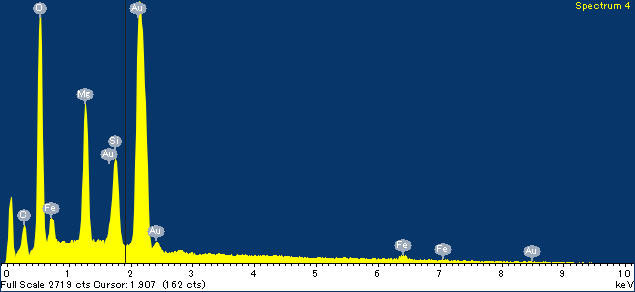 Spectrum 4
O Au
Mg
Si
Au
Fe
Au
Fe
Fe
Au
0 1 2 3 4 5 6 7 8 9 10
Full Scale 2719 cts Cursor: 1.907 (162 cts) keV